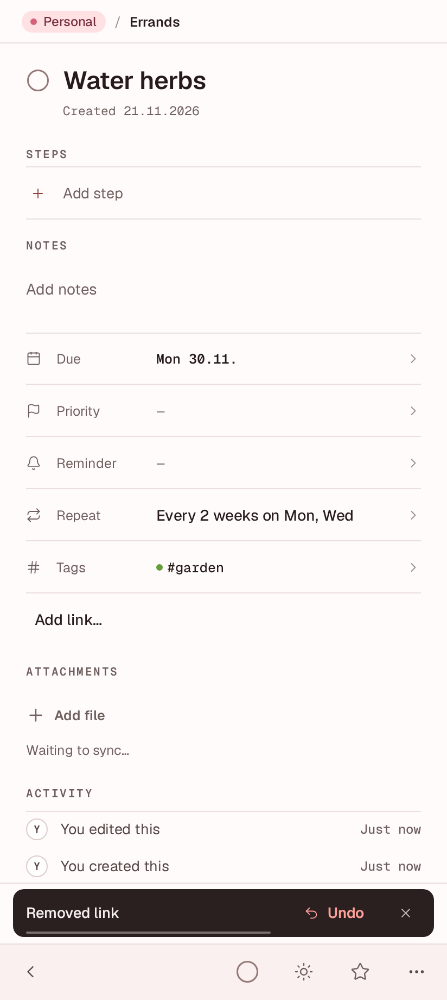 Personal / Errands
Water herbs
Created 21.11.2026
STEPS
Add step
NOTES
Add notes
Due Mon 30.11.
Priority –
Reminder –
Repeat Every 2 weeks on Mon, Wed
Tags #garden
Add link…
ATTACHMENTS
Add file
Waiting to sync…
ACTIVITY
Y You edited this Just now
Y You created this Just now
Removed link Undo